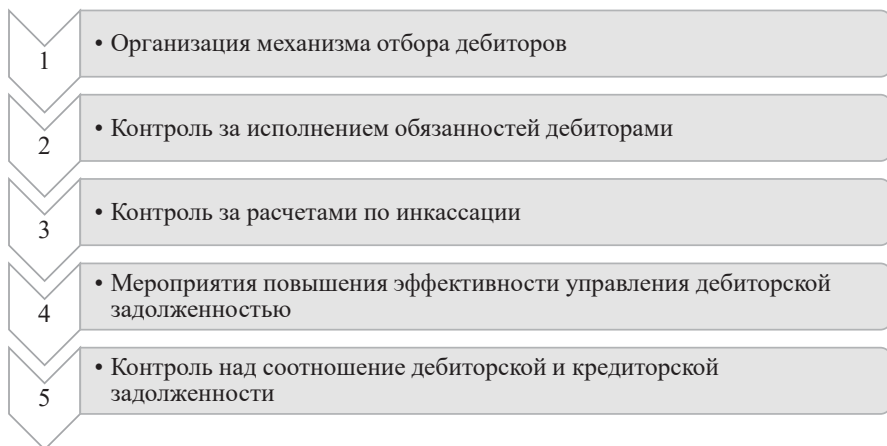 1
• Организация механизма отбора дебиторов
2
• Контроль за исполнением обязанностей дебиторами
3
• Контроль за расчетами по инкассации
4
• Мероприятия повышения эффективности управления дебиторской
задолженностью
5
• Контроль над соотношение дебиторской и кредиторской
задолженности